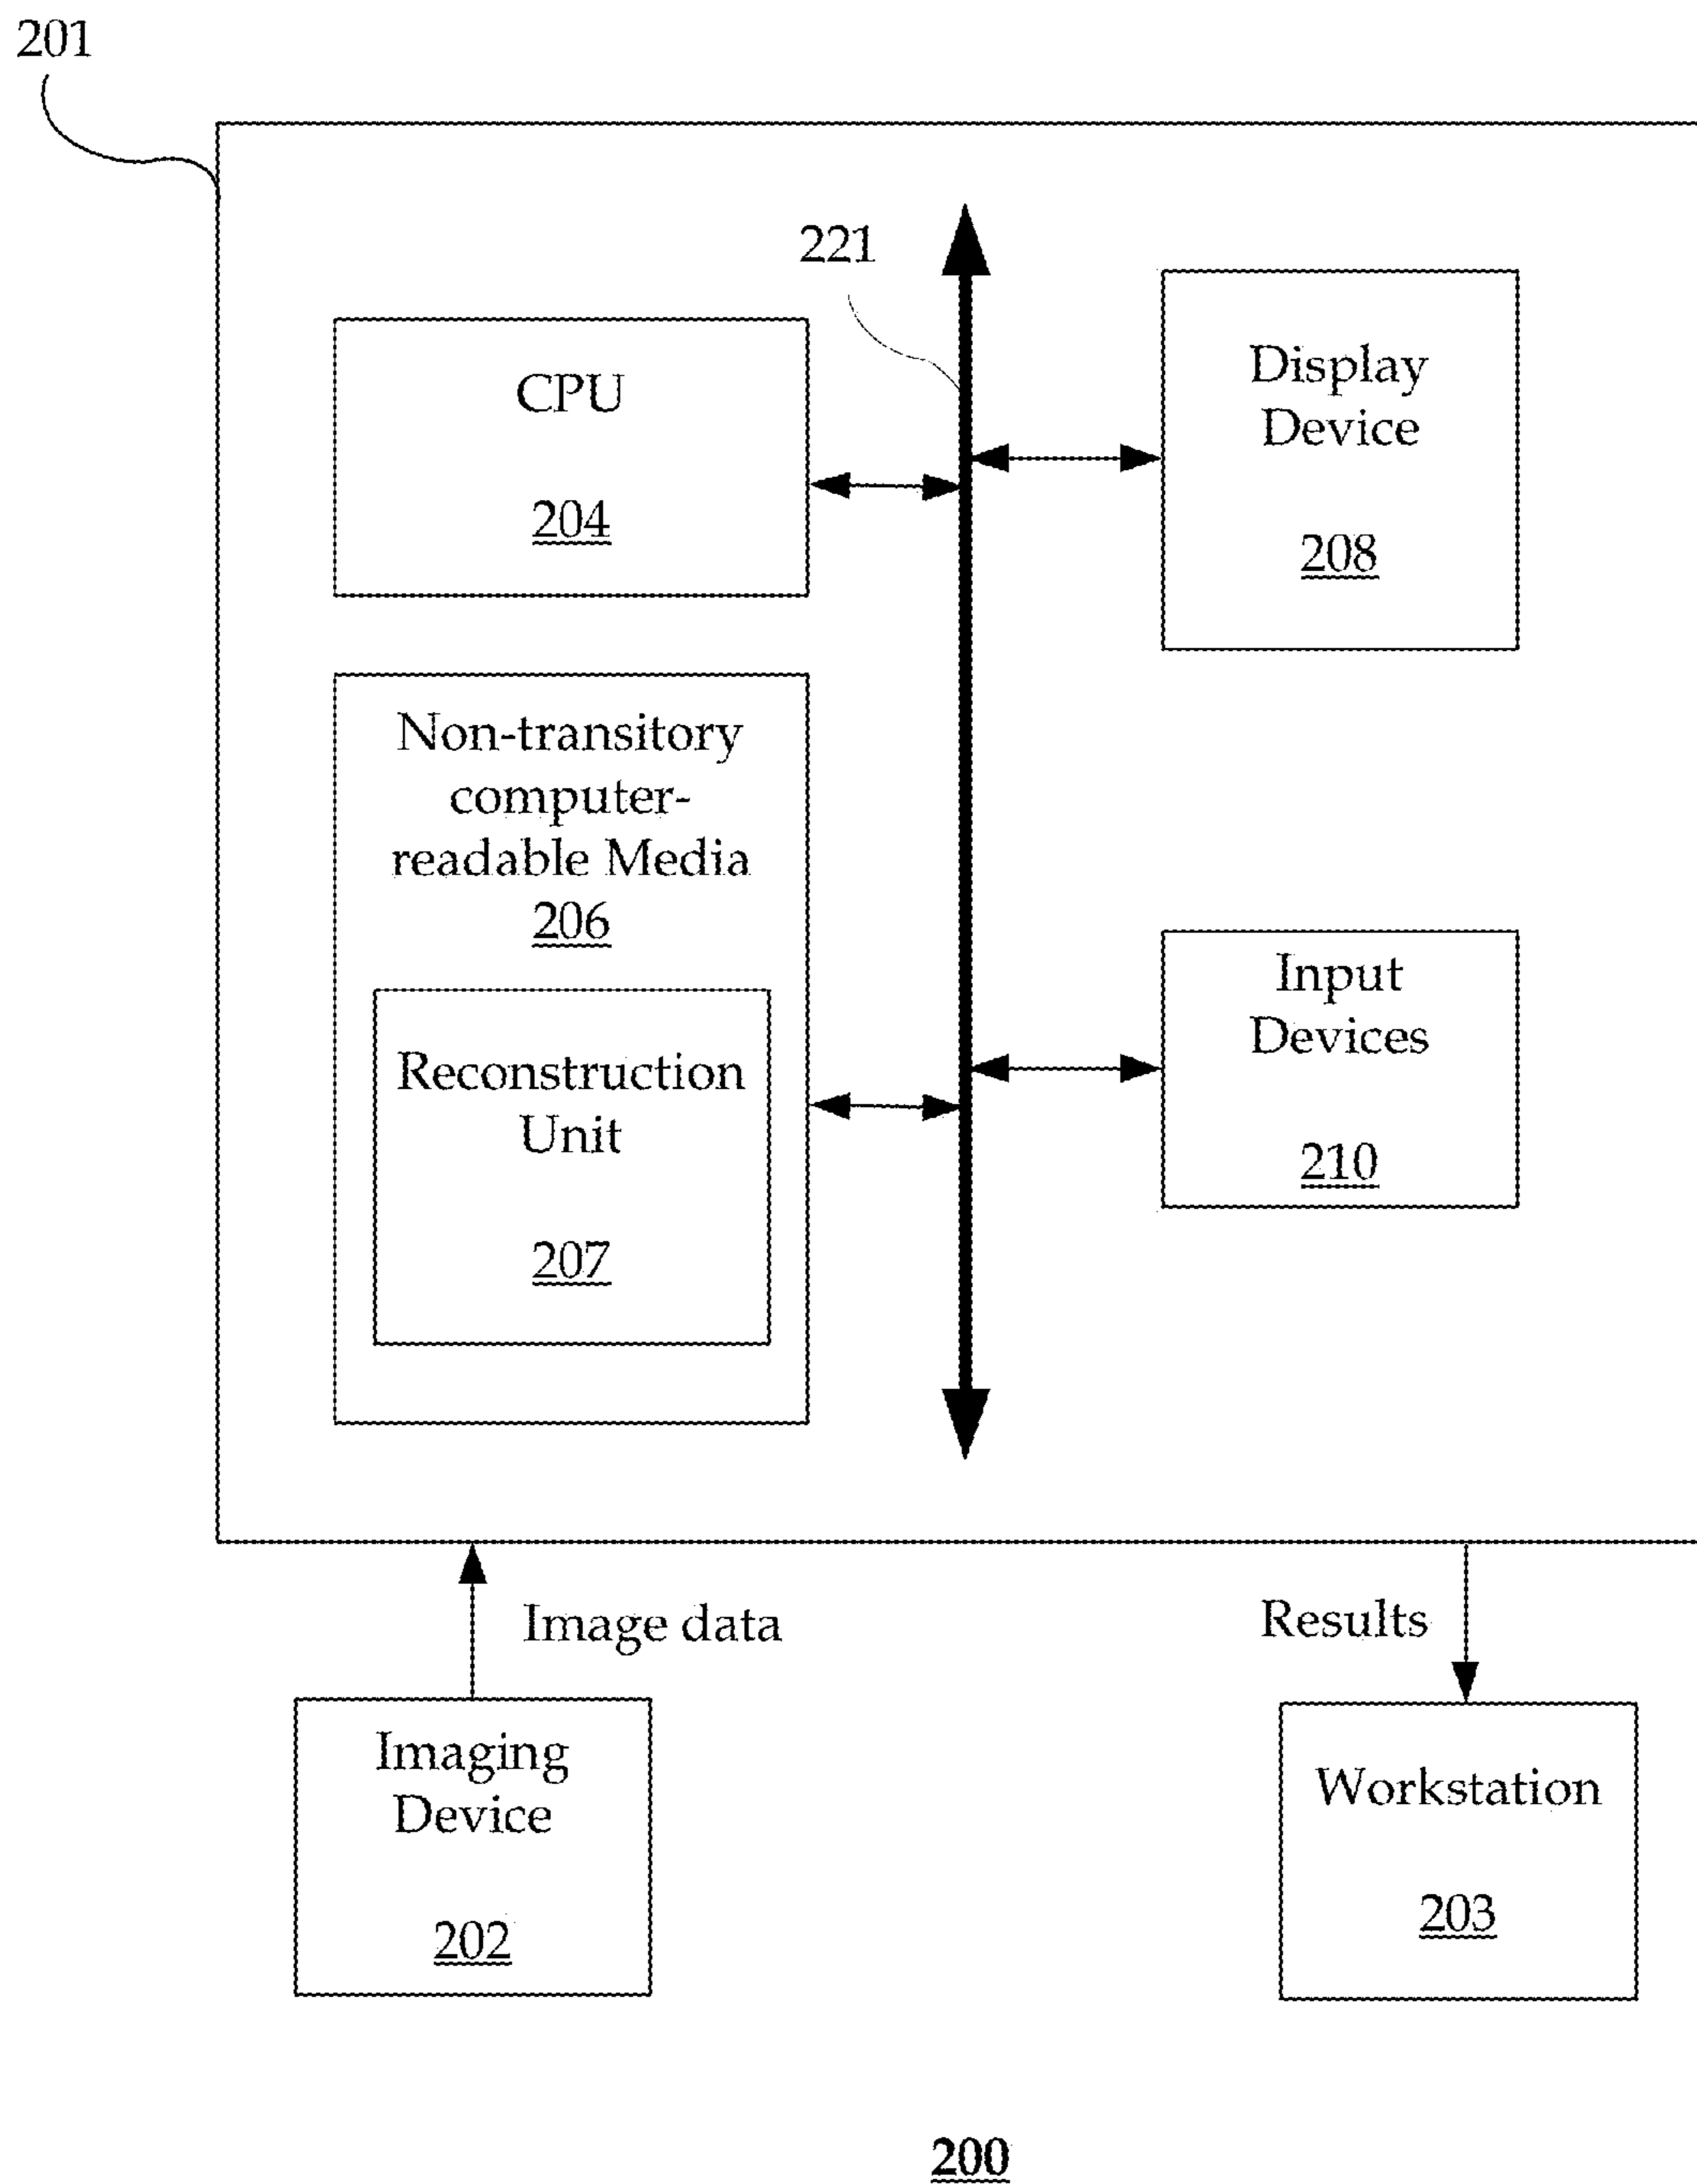 201
221
CPU
204
Display
Device
208
Non-transitory
computer-
readable Media
206
Reconstruction
Unit
207
Input
Devices
210
Image data
Results
Imaging
Device
202
Workstation
203
200